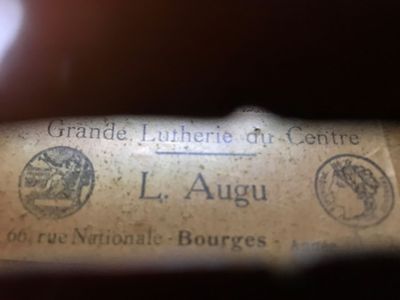 Grande Lutherie du Centre
L. Augu
66, rue Nationale - Bourges -